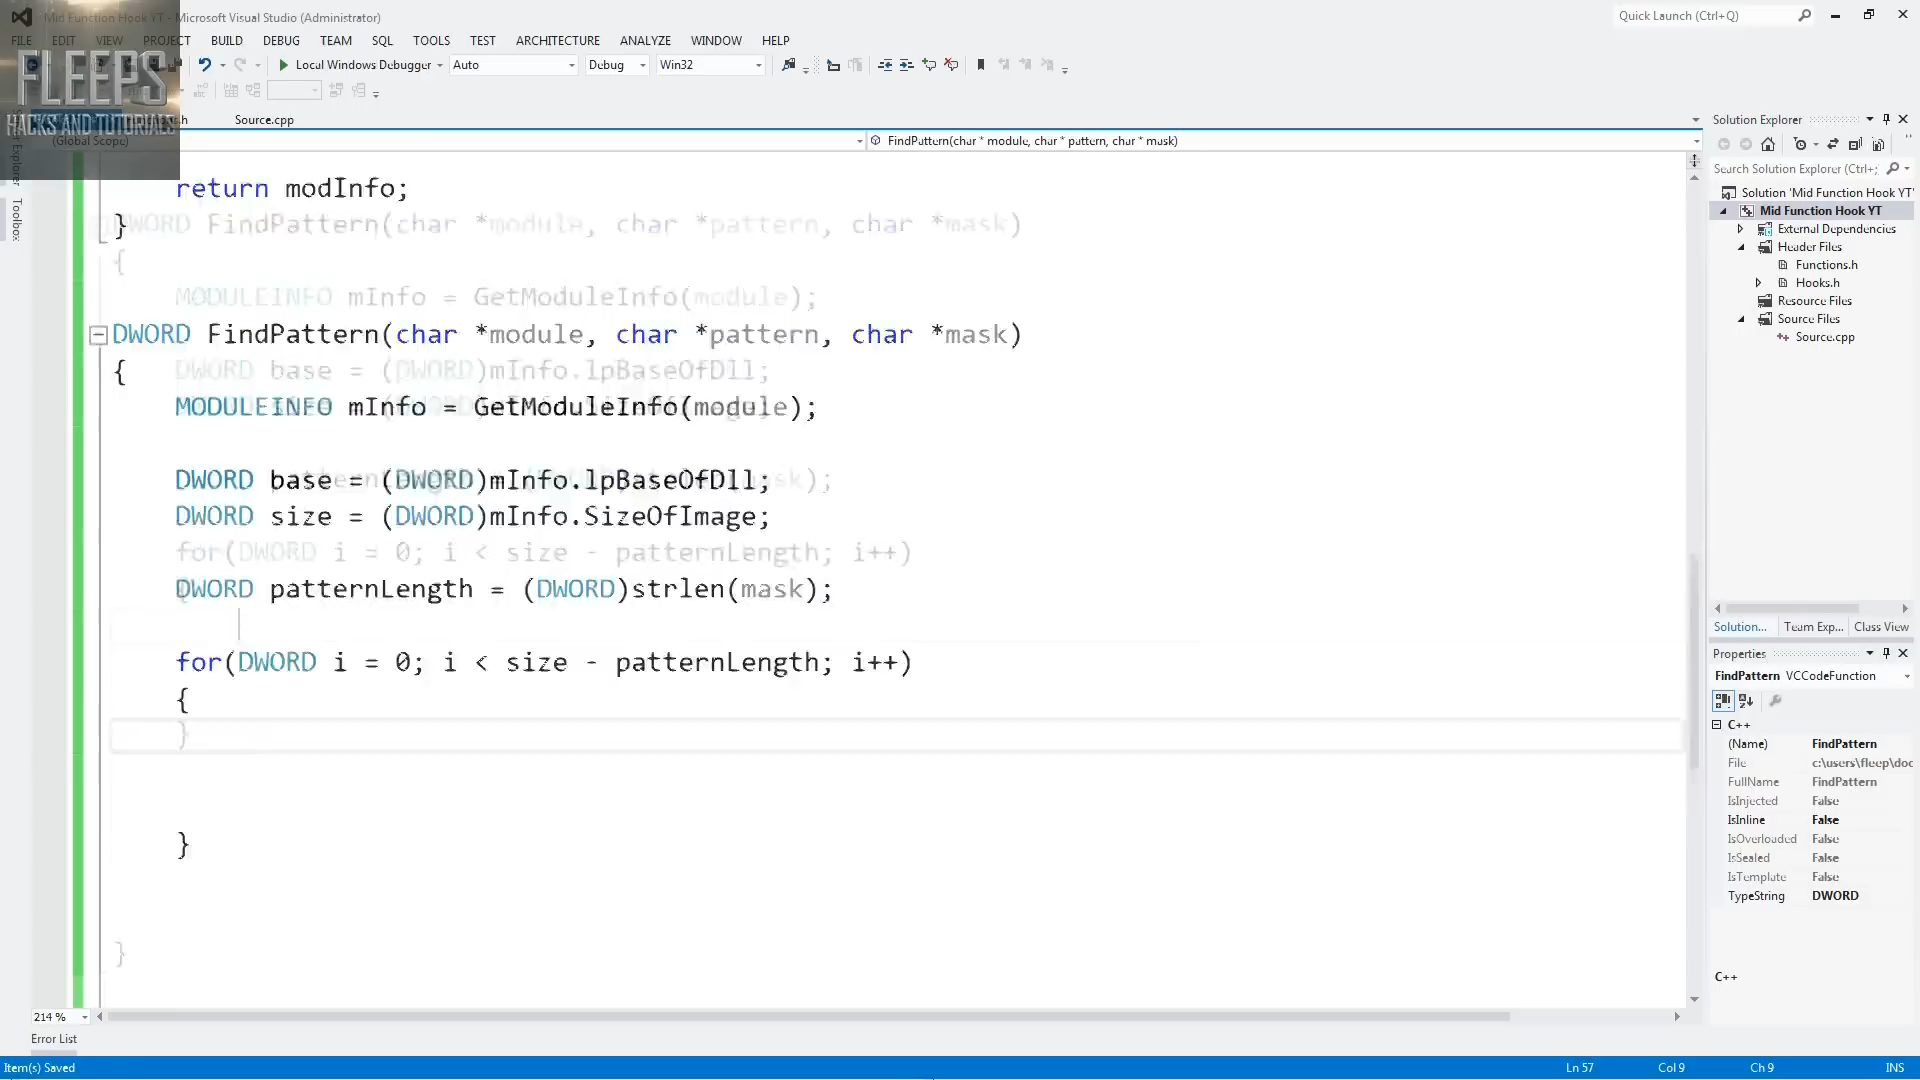 Mid Function Hook YT - Microsoft Visual Studio (Administrator)
Quick Launch (Ctrl+Q)
FILE EDIT VIEW PROJECT BUILD DEBUG TEAM SQL TOOLS TEST ARCHITECTURE ANALYZE WINDOW HELP
FLEEPS
HACKS AND TUTORIALS
Local Windows Debugger Auto Debug Win32
Source.cpp
(Global Scope)
FindPattern(char * module, char * pattern, char * mask)
Toolbox
return modInfo;
}
DWORD FindPattern(char *module, char *pattern, char *mask)
{
MODULEINFO mInfo = GetModuleInfo(module);
DWORD FindPattern(char *module, char *pattern, char *mask)
{
DWORD base = (DWORD)mInfo.lpBaseOfDll;
MODULEINFO mInfo = GetModuleInfo(module);
DWORD base = (DWORD)mInfo.lpBaseOfDll;
DWORD size = (DWORD)mInfo.SizeOfImage;
for(DWORD i = 0; i < size - patternLength; i++)
DWORD patternLength = (DWORD)strlen(mask);
for(DWORD i = 0; i < size - patternLength; i++)
{
}
}
}
214 %
Error List
Item(s) Saved
Ln 57 Col 9 Ch 9 INS
Solution Explorer
Search Solution Explorer (Ctrl+;
Solution 'Mid Function Hook YT'
Mid Function Hook YT
External Dependencies
Header Files
Functions.h
Hooks.h
Resource Files
Source Files
Source.cpp
Solution... Team Exp... Class View
Properties
FindPattern VCCodeFunction
C++
(Name) FindPattern
File c:\users\fleep\doc
FullName FindPattern
IsInjected False
IsInline False
IsOverloaded False
IsSealed False
IsTemplate False
TypeString DWORD
C++